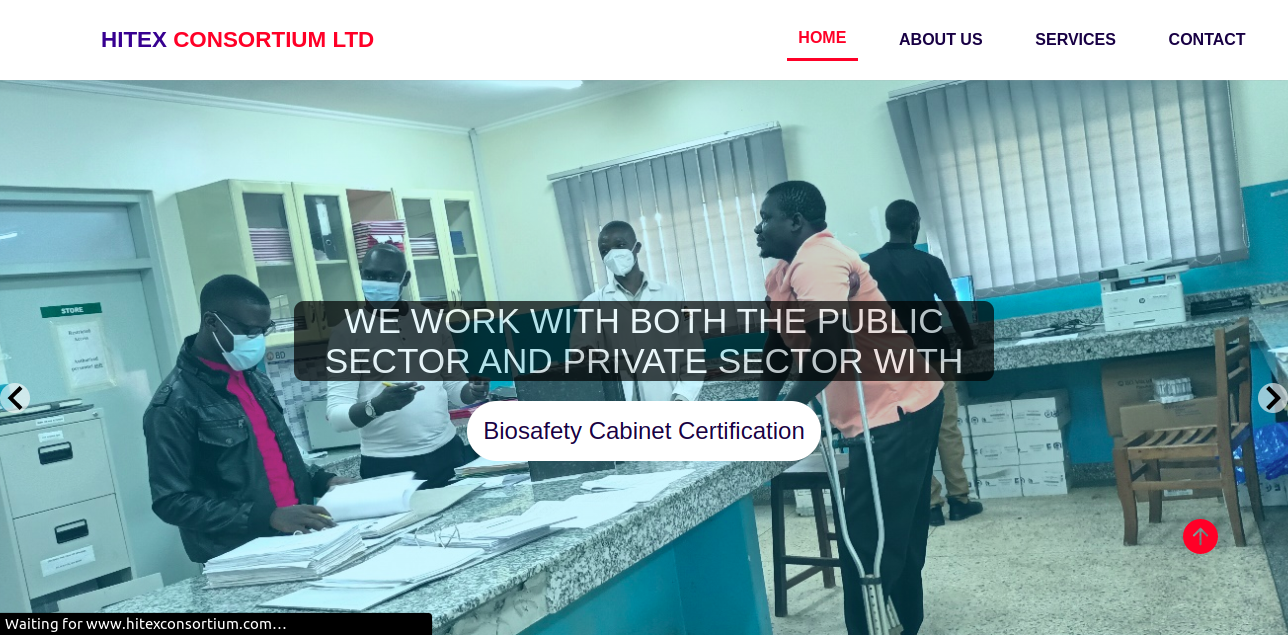 HITEX CONSORTIUM LTD
HOME
ABOUT US
SERVICES
CONTACT
STORE
WE WORK WITH BOTH THE PUBLIC
SECTOR AND PRIVATE SECTOR WITH
BD
Biosafety Cabinet Certification
Waiting for www.hitexconsortium.com...